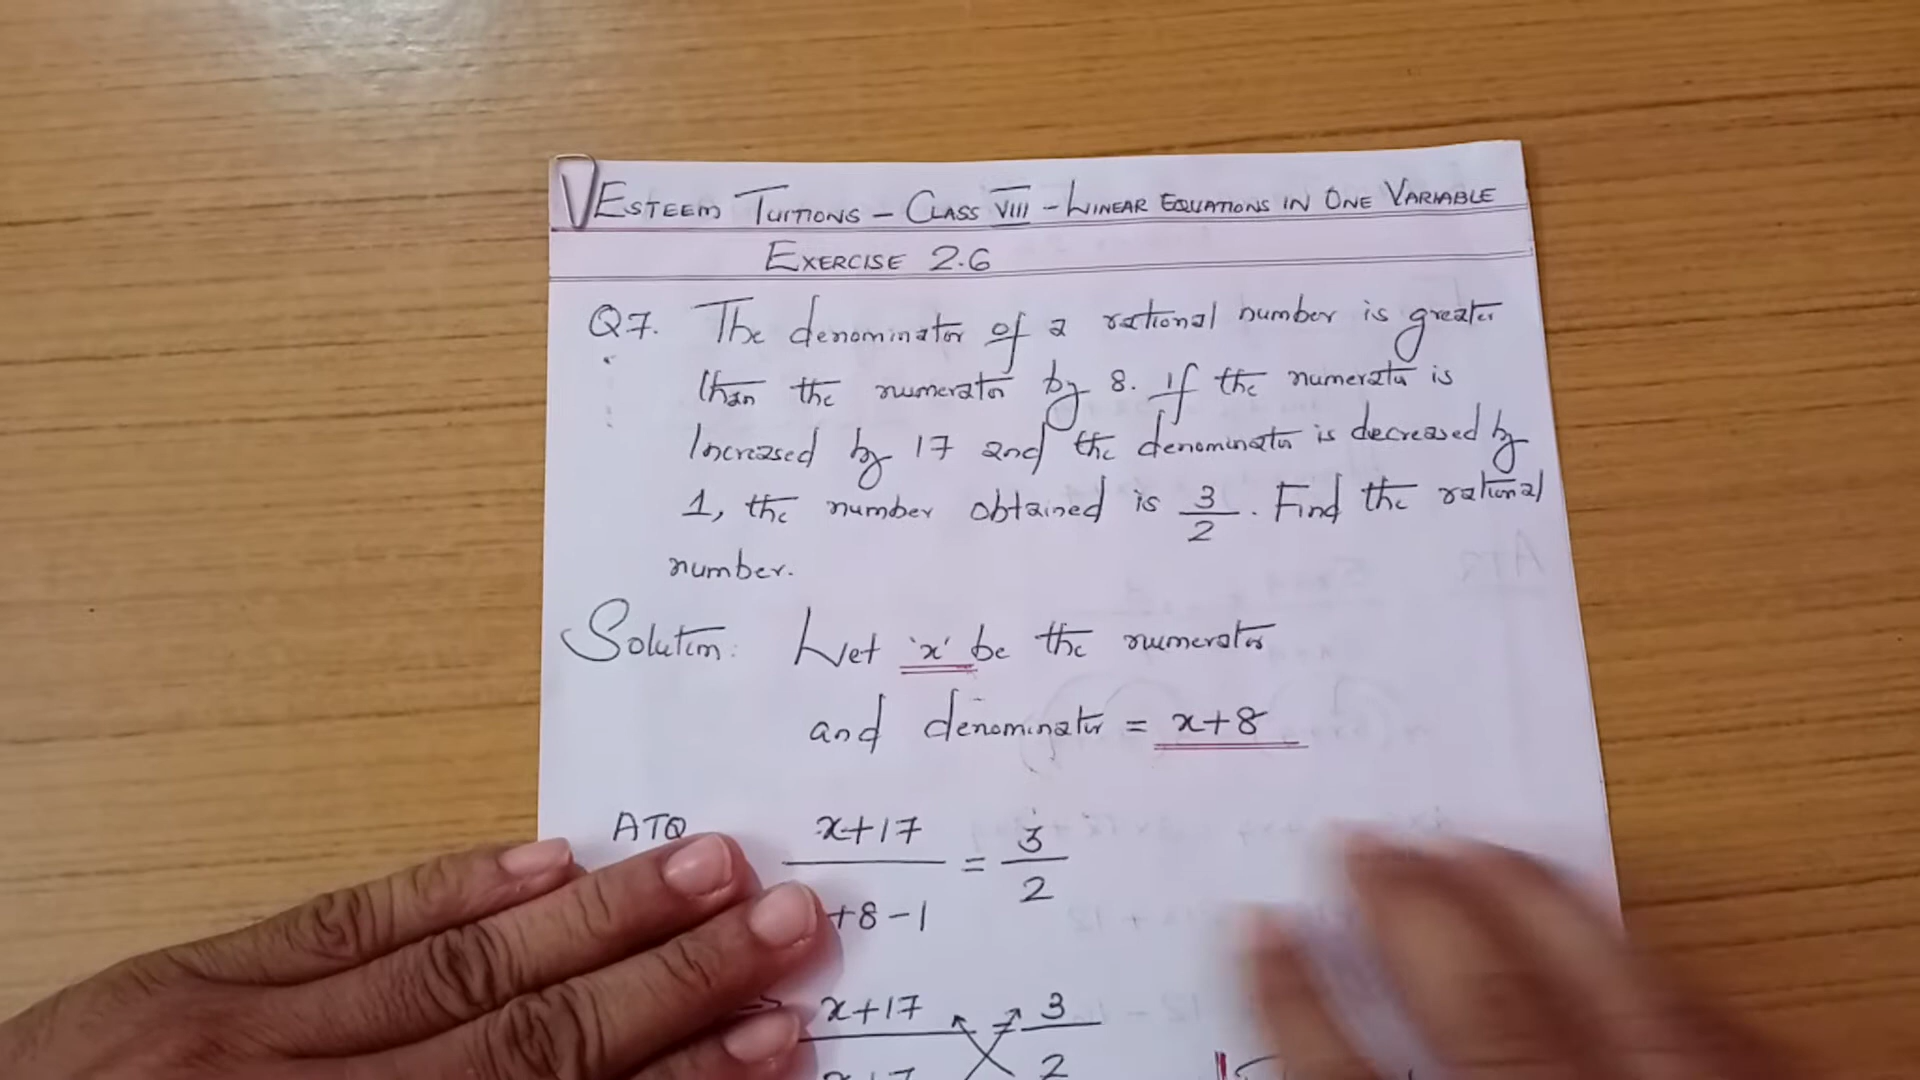 VESTEEM TUITIONS – CLASS VIII – LINEAR EQUATIONS IN ONE VARIABLE
EXERCISE 2.6
Q7. The denominator of a rational number is greater
than the numerator by 8. If the numerator is
Increased by 17 and the denominator is decreased by
1, the number obtained is 3/2. Find the rational
number.
Solution: Let 'x' be the numerator
and denominator = x+8
ATQ x+17 / +8-1 = 3/2
⇒ x+17 = 3
x+7 2